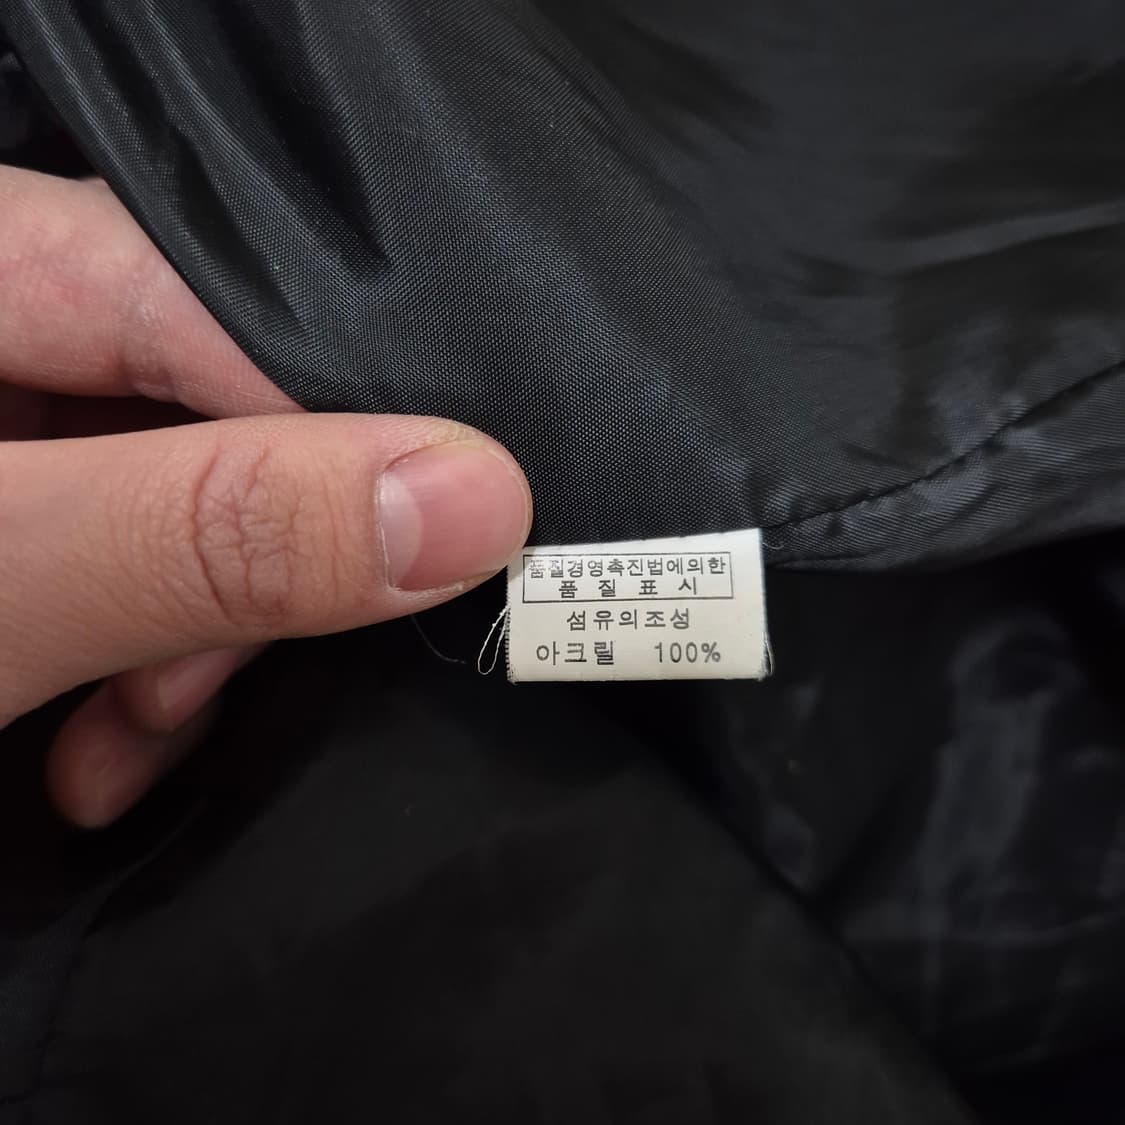 품질경영촉진법에의한
품 질 표 시
섬유의조성
아크릴 100%